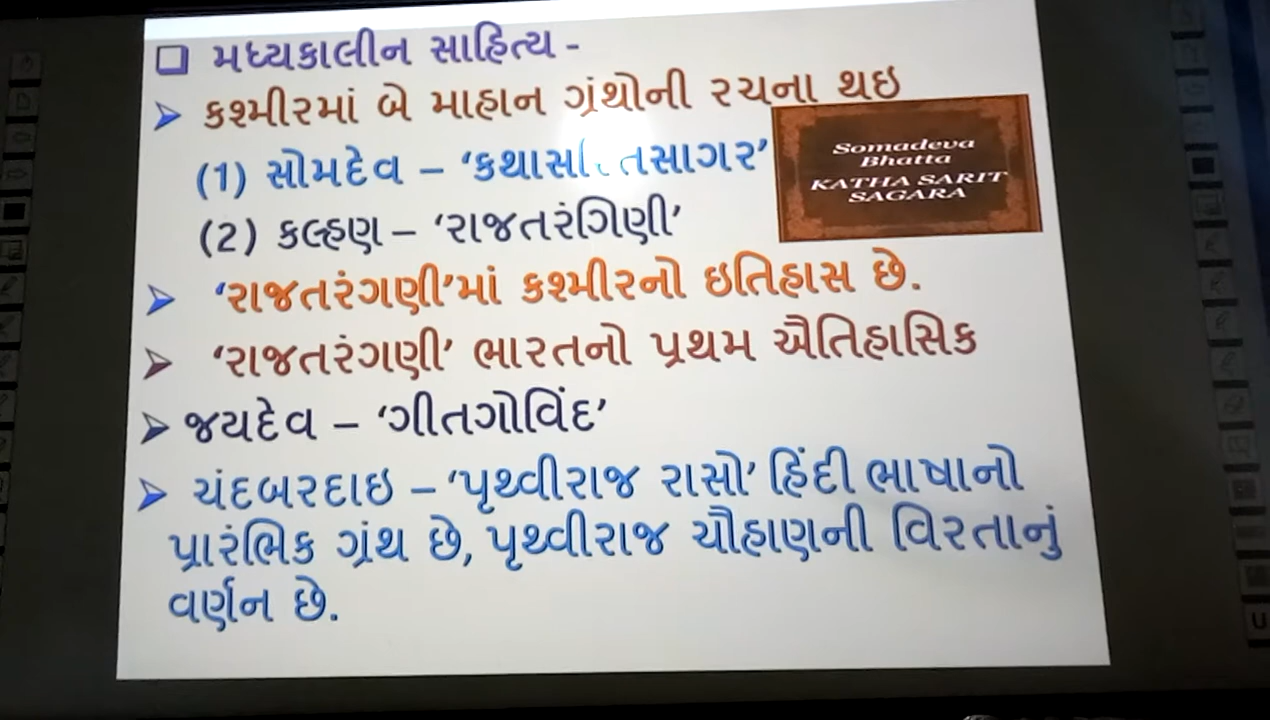 ❑ મધ્યકાલીન સાહિત્ય -
➢ કશ્મીરમાં બે માહાન ગ્રંથોની રચના થઇ
(1) સોમદેવ – ‘
(2) કલ્હણ – ‘રાજતરંગિણી’
➢ ‘રાજતરંગણી’માં કશ્મીરનો ઇતિહાસ છે.
➢ ‘રાજતરંગણી’ ભારતનો પ્રથમ ઐતિહાસિક
➢ જયદેવ – ‘ગીતગોવિંદ’
➢ ચંદબરદાઇ – ‘પૃથ્વીરાજ રાસો’ હિંદી ભાષાનો
પ્રારંભિક ગ્રંથ છે, પૃથ્વીરાજ ચૌહાણની વિરતાનું
વર્ણન છે.
Somadeva
Bhatta
KATHA SARIT
SAGARA